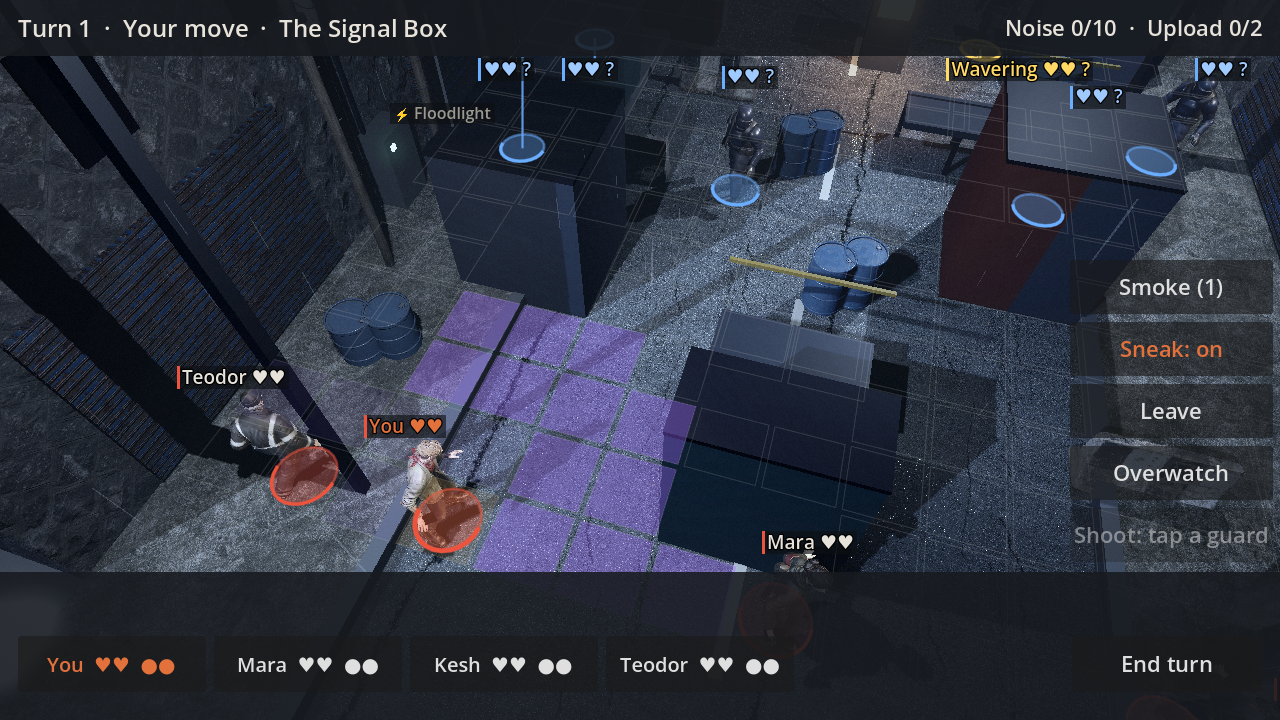 Turn 1 · Your move · The Signal Box
Noise 0/10 · Upload 0/2
♥♥ ?
♥♥ ?
♥♥ ?
Wavering ♥♥ ?
♥♥ ?
♥♥ ?
⚡ Floodlight
Smoke (1)
Sneak: on
Leave
Overwatch
Shoot: tap a guard
Teodor ♥♥
You ♥♥
Mara ♥♥
You ♥♥ ●●
Mara ♥♥ ●●
Kesh ♥♥ ●●
Teodor ♥♥ ●●
End turn